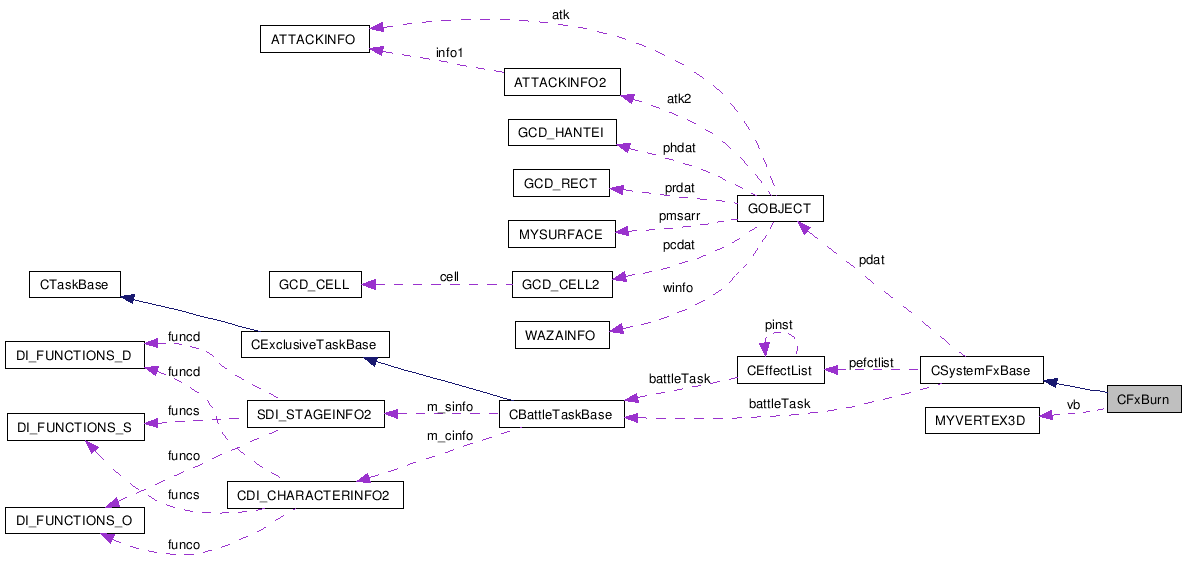 atk
ATTACKINFO
info1
ATTACKINFO2
atk2
GCD_HANTEI
phdat
GCD_RECT
prdat
GOBJECT
MYSURFACE
pmsarr
pcdat
pdat
CTaskBase
GCD_CELL
cell
GCD_CELL2
winfo
WAZAINFO
pinst
DI_FUNCTIONS_D
funcd
CExclusiveTaskBase
funcd
battleTask
CEffectList
pefctlist
CSystemFxBase
CFxBurn
DI_FUNCTIONS_S
funcs
SDI_STAGEINFO2
m_sinfo
CBattleTaskBase
battleTask
MYVERTEX3D
vb
m_cinfo
funco
funcs
CDI_CHARACTERINFO2
DI_FUNCTIONS_O
funco